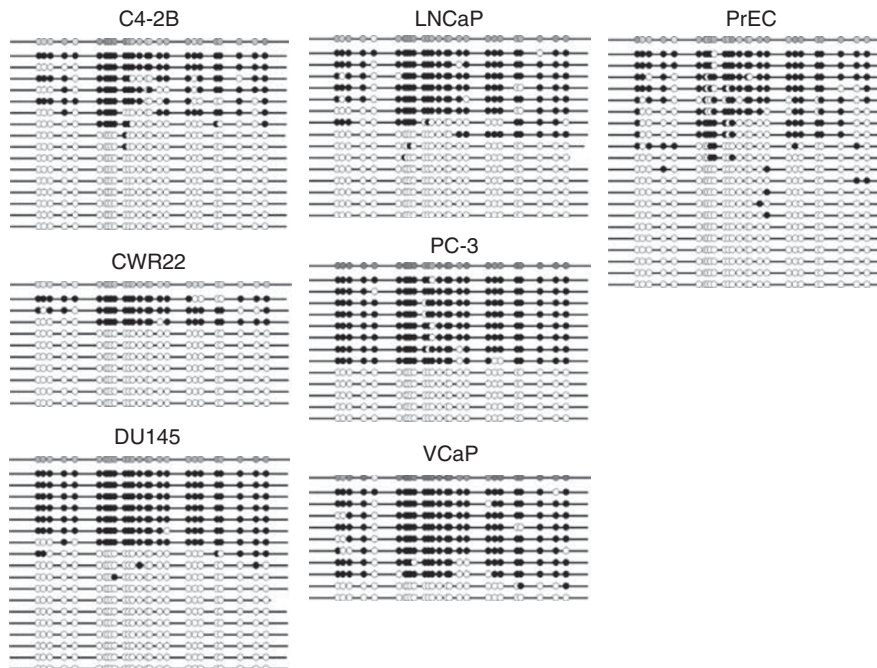 C4-2B
LNCaP
PrEC
CWR22
PC-3
DU145
VCaP